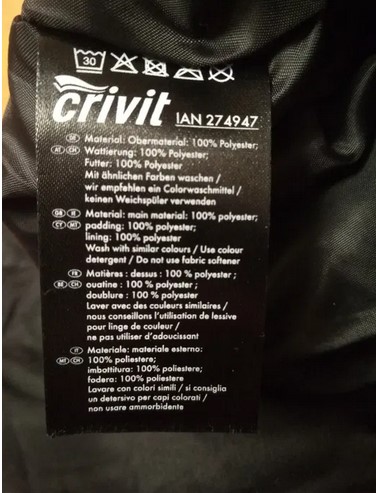 30
crivit IAN 274947
DE Material: Obermaterial: 100% Polyester;
AT CH Wattierung: 100% Polyester;
Futter: 100% Polyester
Mit ähnlichen Farben waschen /
wir empfehlen ein Colorwaschmittel /
keinen Weichspüler verwenden
GB IE Material: main material: 100% polyester;
CY MT padding: 100% polyester;
lining: 100% polyester
Wash with similar colours / Use colour
detergent / Do not use fabric softener
FR Matières : dessus : 100 % polyester ;
BE CH ouatine : 100 % polyester ;
doublure : 100 % polyester
Laver avec des couleurs similaires /
nous conseillons l'utilisation de lessive
pour linge de couleur /
ne pas utiliser d'adoucissant
IT Materiale: materiale esterno:
MT CH 100% poliestere;
imbottitura: 100% poliestere;
fodera: 100% poliestere
Lavare con colori simili / si consiglia
un detersivo per capi colorati /
non usare ammorbidente